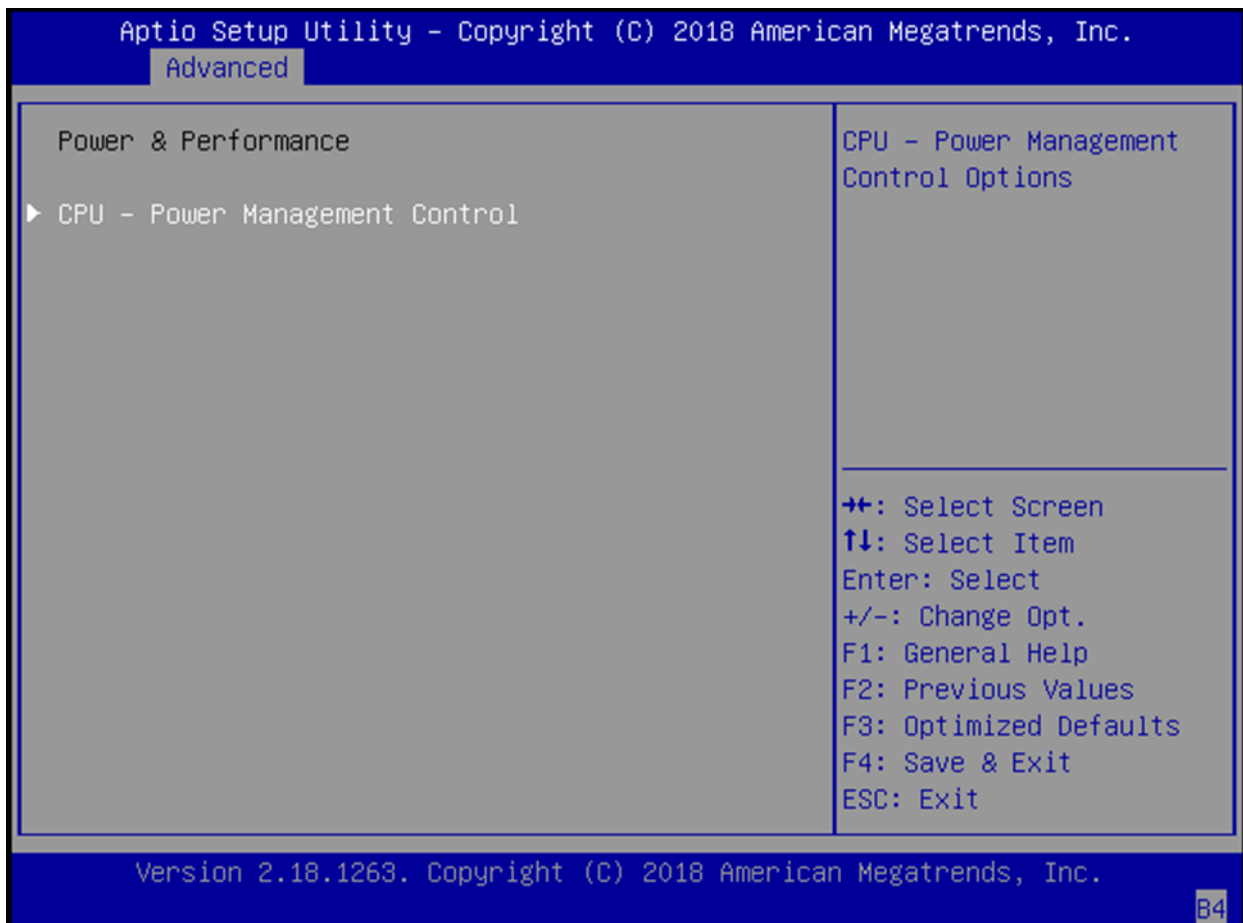 Aptio Setup Utility – Copyright (C) 2018 American Megatrends, Inc.
Advanced
Power & Performance
▶ CPU – Power Management Control
CPU – Power Management
Control Options
→←: Select Screen
↑↓: Select Item
Enter: Select
+/-: Change Opt.
F1: General Help
F2: Previous Values
F3: Optimized Defaults
F4: Save & Exit
ESC: Exit
Version 2.18.1263. Copyright (C) 2018 American Megatrends, Inc.
B4